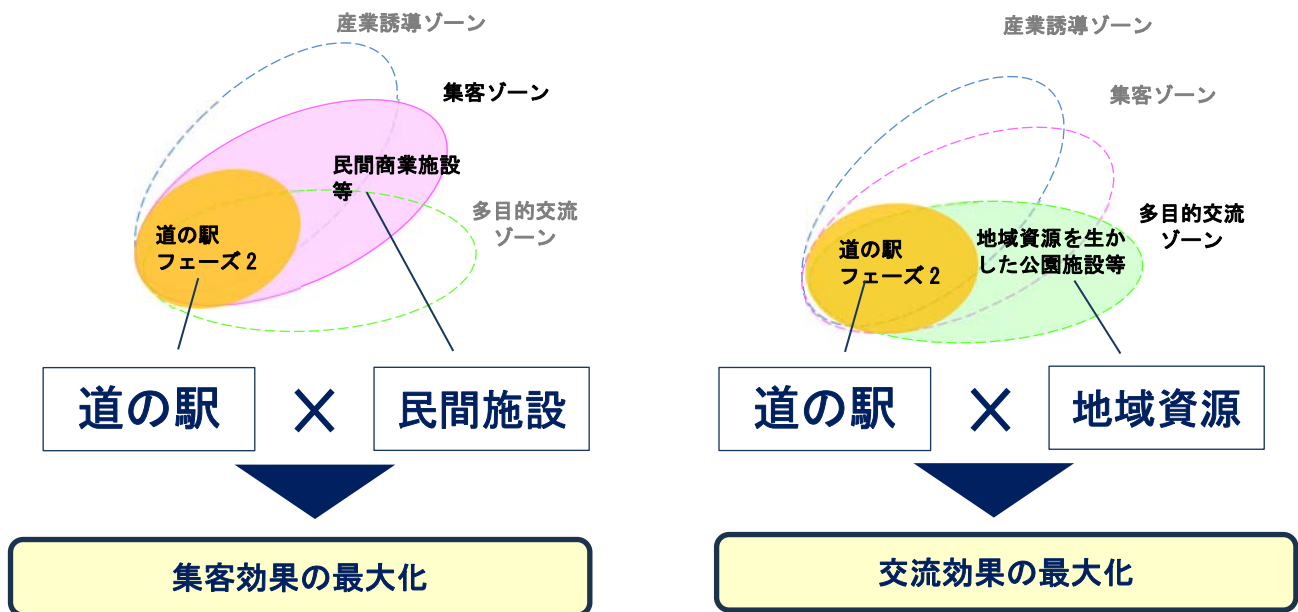 産業誘導ゾーン
集客ゾーン
民間商業施設
等
多目的交流
ゾーン
道の駅
フェーズ2
道の駅
×
民間施設
集客効果の最大化
産業誘導ゾーン
集客ゾーン
多目的交流
ゾーン
地域資源を生か
した公園施設等
道の駅
フェーズ2
道の駅
×
地域資源
交流効果の最大化